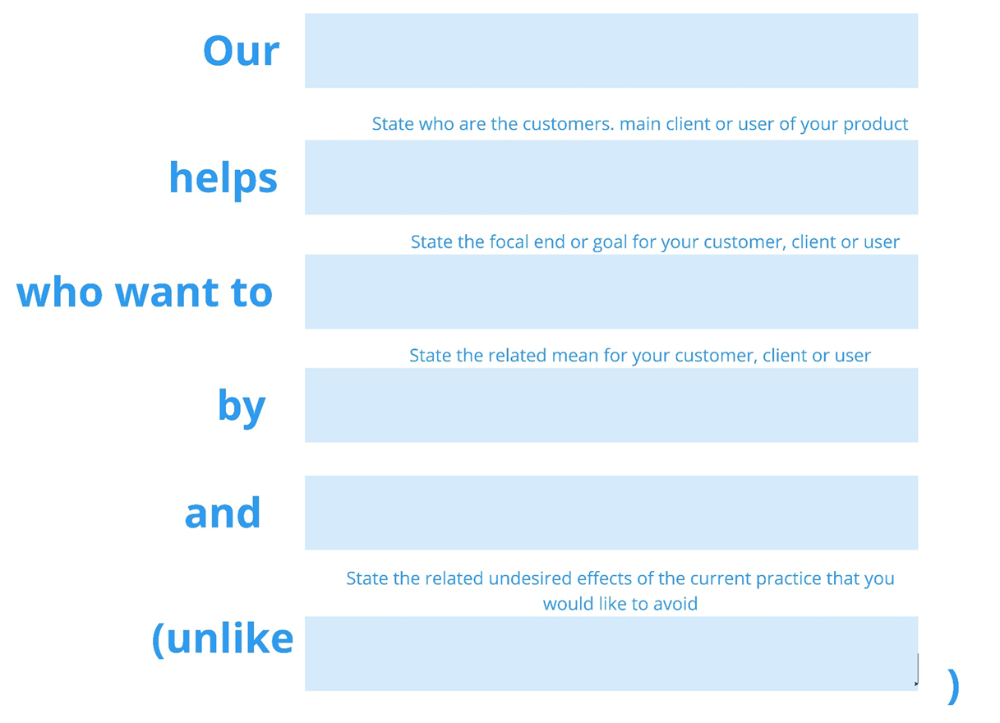 Our
State who are the customers. main client or user of your product
helps
State the focal end or goal for your customer, client or user
who want to
State the related mean for your customer, client or user
by
and
State the related undesired effects of the current practice that you
would like to avoid
(unlike
)